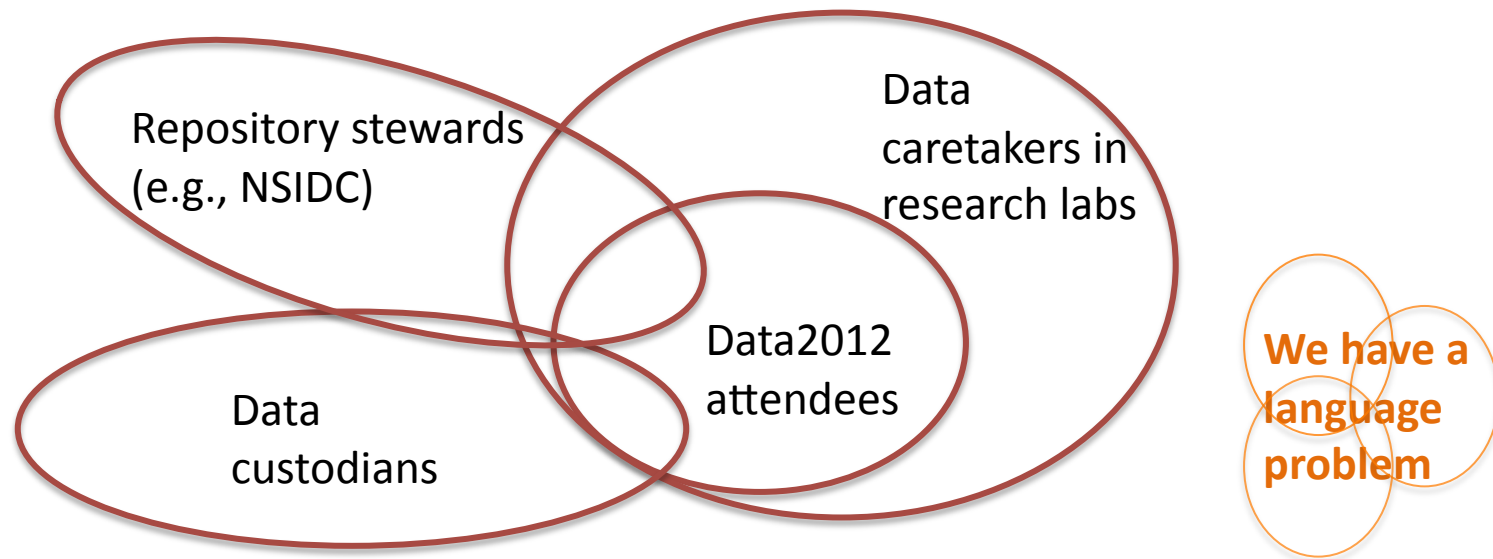 Repository stewards
(e.g., NSIDC)
Data
caretakers in
research labs
Data2012
attendees
Data
custodians
We have a
language
problem